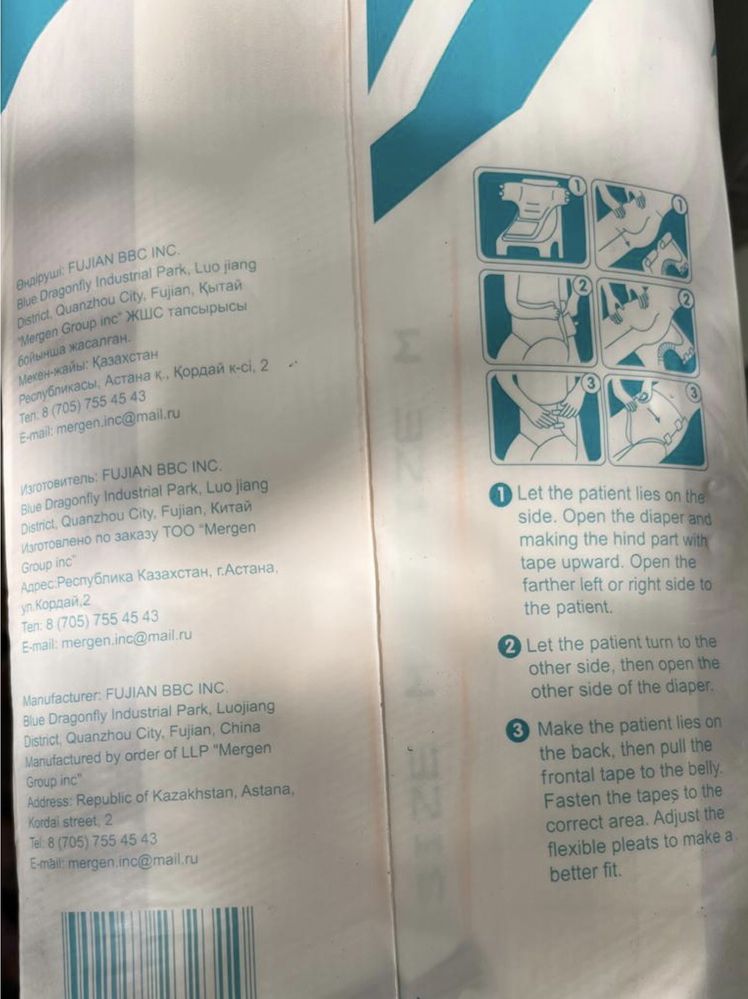 Өндіруші: FUJIAN BBC INC.
Blue Dragonfly Industrial Park, Luo jiang
District, Quanzhou City, Fujian, Қытай
"Mergen Group inc" ЖШС тапсырысы
бойынша жасалған.
Мекен-жайы: Қазахстан
Республикасы, Астана қ., Қордай к-сі, 2
Тел. 8 (705) 755 45 43
E-mail: mergen.inc@mail.ru
Изготовитель: FUJIAN BBC INC.
Blue Dragonfly Industrial Park, Luo jiang
District, Quanzhou City, Fujian, Китай
Изготовлено по заказу ТОО "Mergen
Group inc"
Адрес:Республика Казахстан, г.Астана,
ул.Кордай,2
Тел: 8 (705) 755 45 43
E-mail: mergen.inc@mail.ru
Manufacturer: FUJIAN BBC INC.
Blue Dragonfly Industrial Park, Luojiang
District, Quanzhou City, Fujian, China
Manufactured by order of LLP "Mergen
Group inc"
Address: Republic of Kazakhstan, Astana,
Kordai street, 2
Tel: 8 (705) 755 45 43
E-mail: mergen.inc@mail.ru
1 1
2 2
3 3
1 Let the patient lies on the
side. Open the diaper and
making the hind part with
tape upward. Open the
farther left or right side to
the patient.
2 Let the patient turn to the
other side, then open the
other side of the diaper.
3 Make the patient lies on
the back, then pull the
frontal tape to the belly.
Fasten the tapes to the
correct area. Adjust the
flexible pleats to make a
better fit.